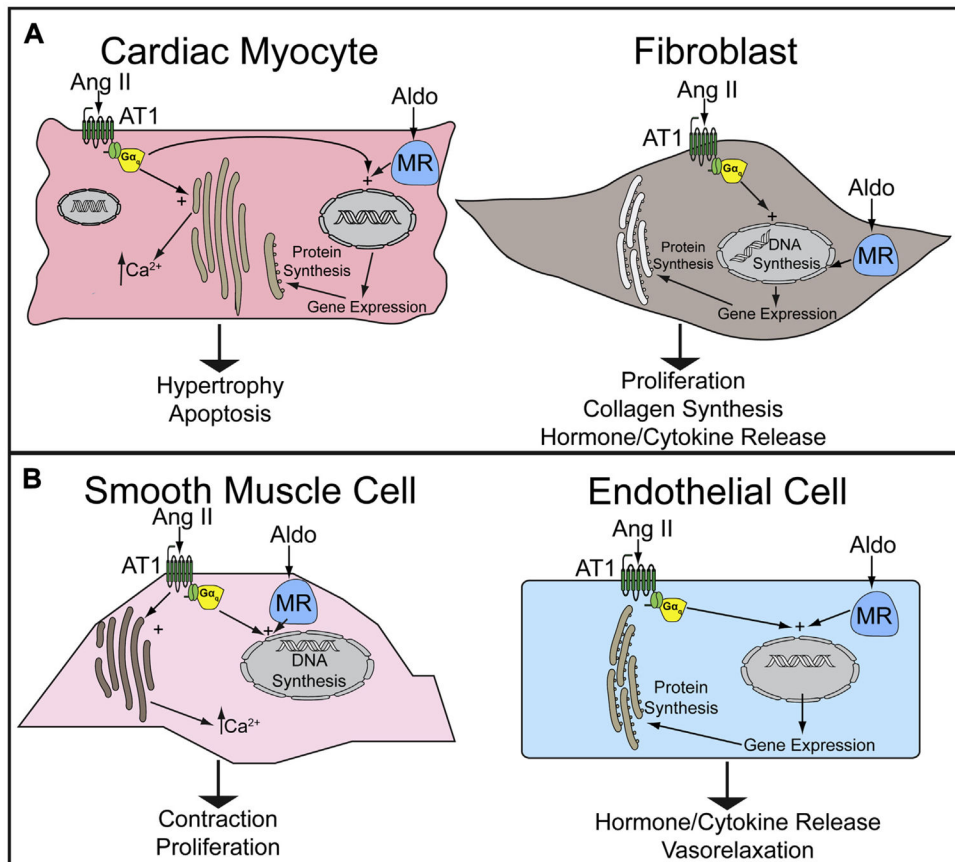 A
Cardiac Myocyte
Ang II
AT1
Gαq
Aldo
MR
+
+
↑Ca²⁺
Protein
Synthesis
Gene Expression
Hypertrophy
Apoptosis
Fibroblast
Ang II
AT1
Gαq
Aldo
MR
+
DNA
Synthesis
Protein
Synthesis
Gene Expression
Proliferation
Collagen Synthesis
Hormone/Cytokine Release
B
Smooth Muscle Cell
Ang II
AT1
Gαq
Aldo
MR
+
+
DNA
Synthesis
↑Ca²⁺
Contraction
Proliferation
Endothelial Cell
Ang II
AT1
Gαq
Aldo
MR
+
Protein
Synthesis
Gene Expression
Hormone/Cytokine Release
Vasorelaxation